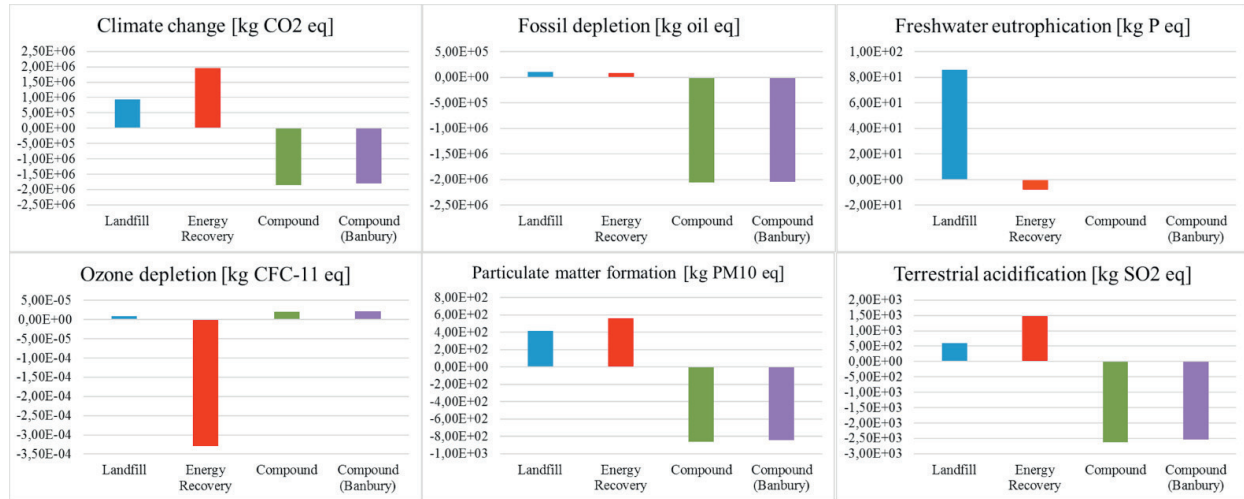 Climate change [kg CO2 eq]
2,50E+06
2,00E+06
1,50E+06
1,00E+06
5,00E+05
0,00E+00
-5,00E+05
-1,00E+06
-1,50E+06
-2,00E+06
-2,50E+06
Landfill
Energy
Recovery
Compound
Compound
(Banbury)
Fossil depletion [kg oil eq]
5,00E+05
0,00E+00
-5,00E+05
-1,00E+06
-1,50E+06
-2,00E+06
-2,50E+06
Landfill
Energy
Recovery
Compound
Compound
(Banbury)
Freshwater eutrophication [kg P eq]
1,00E+02
8,00E+01
6,00E+01
4,00E+01
2,00E+01
0,00E+00
-2,00E+01
Landfill
Energy
Recovery
Compound
Compound
(Banbury)
Ozone depletion [kg CFC-11 eq]
5,00E-05
0,00E+00
-5,00E-05
-1,00E-04
-1,50E-04
-2,00E-04
-2,50E-04
-3,00E-04
-3,50E-04
Landfill
Energy
Recovery
Compound
Compound
(Banbury)
Particulate matter formation [kg PM10 eq]
8,00E+02
6,00E+02
4,00E+02
2,00E+02
0,00E+00
-2,00E+02
-4,00E+02
-6,00E+02
-8,00E+02
-1,00E+03
Landfill
Energy
Recovery
Compound
Compound
(Banbury)
Terrestrial acidification [kg SO2 eq]
2,00E+03
1,50E+03
1,00E+03
5,00E+02
0,00E+00
-5,00E+02
-1,00E+03
-1,50E+03
-2,00E+03
-2,50E+03
-3,00E+03
Landfill
Energy
Recovery
Compound
Compound
(Banbury)